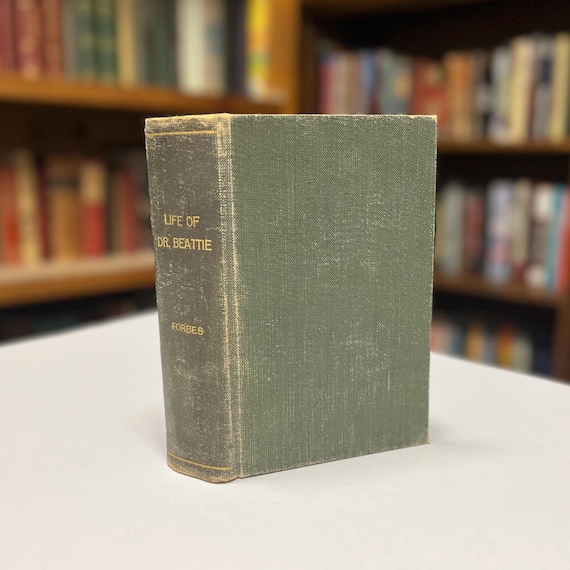 LIFE OF
DR. BEATTIE
FORBES